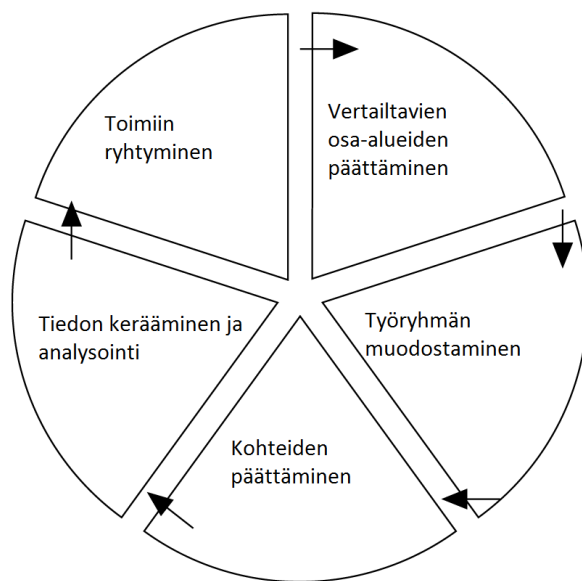 Toimiin
ryhtyminen
Vertailtavien
osa-alueiden
päättäminen
Työryhmän
muodostaminen
Kohteiden
päättäminen
Tiedon kerääminen ja
analysointi